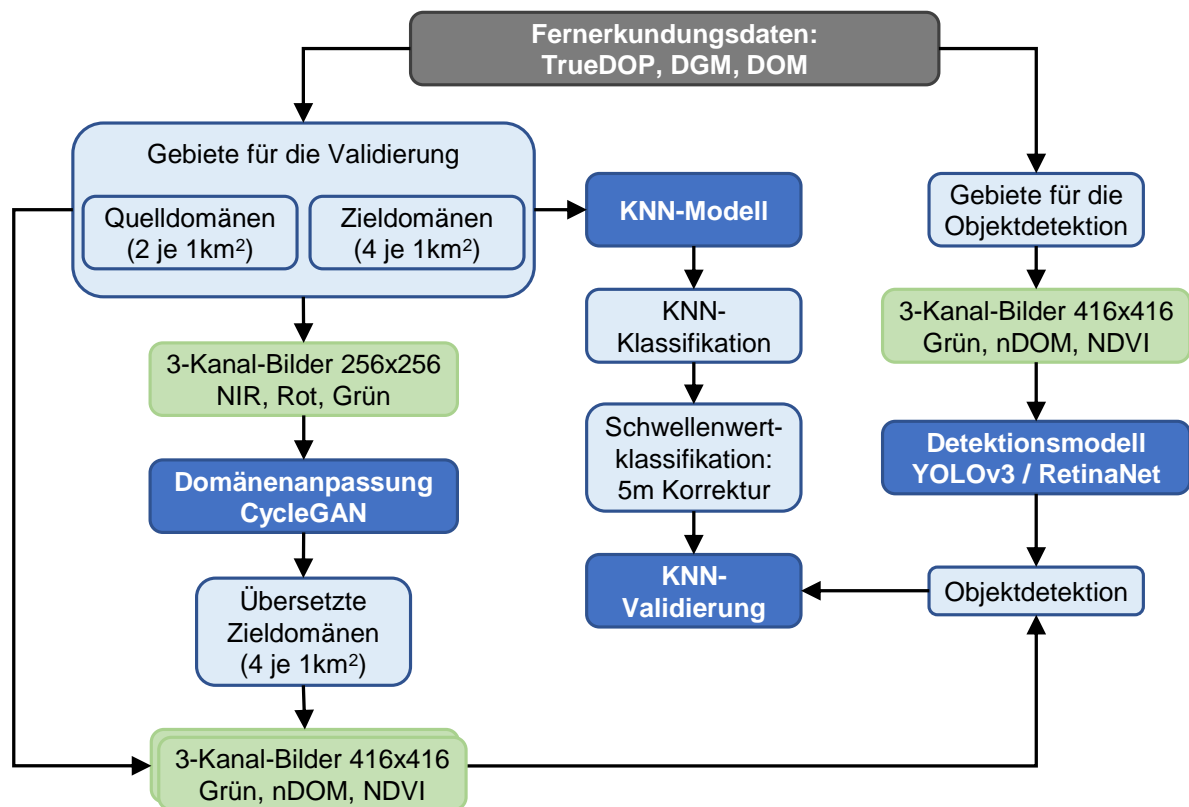 Fernerkundungsdaten:
TrueDOP, DGM, DOM
Gebiete für die Validierung
Quelldomänen
(2 je 1km²)
Zieldomänen
(4 je 1km²)
3-Kanal-Bilder 256x256
NIR, Rot, Grün
Domänenanpassung
CycleGAN
Übersetzte
Zieldomänen
(4 je 1km²)
3-Kanal-Bilder 416x416
Grün, nDOM, NDVI
KNN-Modell
KNN-
Klassifikation
Schwellenwert-
klassifikation:
5m Korrektur
KNN-
Validierung
Gebiete für die
Objektdetektion
3-Kanal-Bilder 416x416
Grün, nDOM, NDVI
Detektionsmodell
YOLOv3 / RetinaNet
Objektdetektion